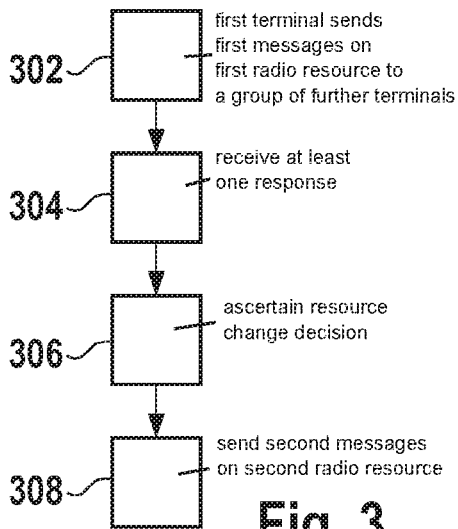 302
first terminal sends
first messages on
first radio resource to
a group of further terminals
304
receive at least
one response
306
ascertain resource
change decision
308
send second messages
on second radio resource
Fig. 3